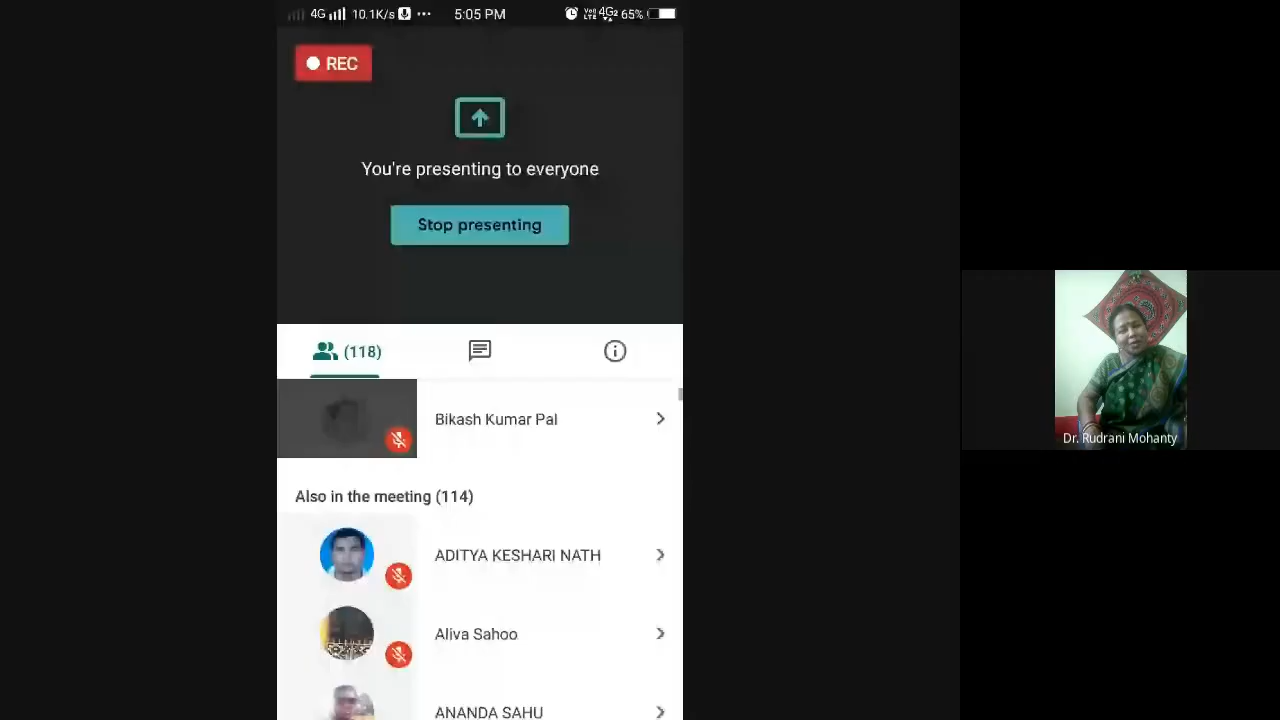 4G 10.1K/s ... 5:05 PM 4G2 65%
REC
You're presenting to everyone
Stop presenting
(118)
Bikash Kumar Pal
Also in the meeting (114)
ADITYA KESHARI NATH
Aliva Sahoo
ANANDA SAHU
Dr. Rudrani Mohanty